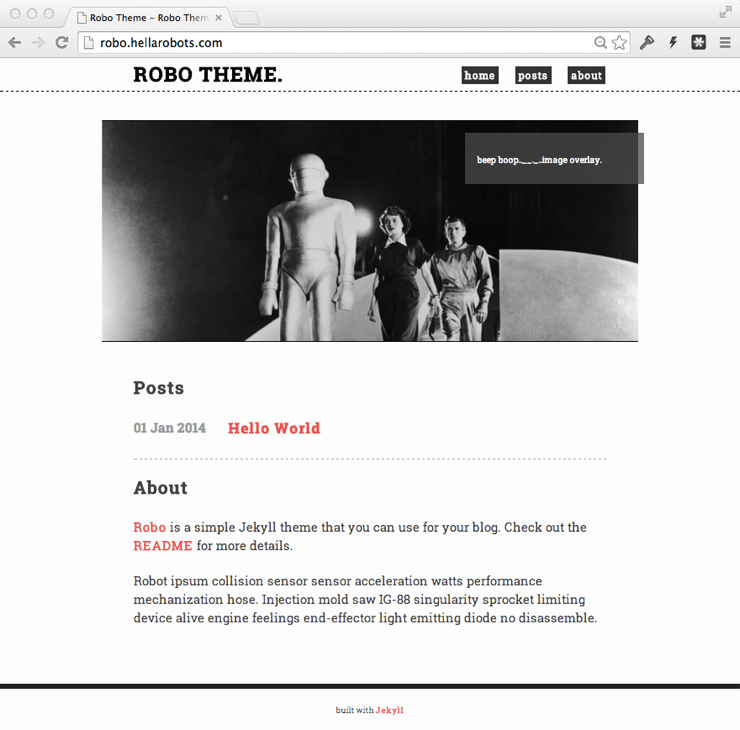 Robo Theme – Robo Them
robo.hellarobots.com
ROBO THEME.
home posts about
beep boop.__._..image overlay.
Posts
01 Jan 2014 Hello World
About
Robo is a simple Jekyll theme that you can use for your blog. Check out the
README for more details.
Robot ipsum collision sensor sensor acceleration watts performance
mechanization hose. Injection mold saw IG-88 singularity sprocket limiting
device alive engine feelings end-effector light emitting diode no disassemble.
built with Jekyll